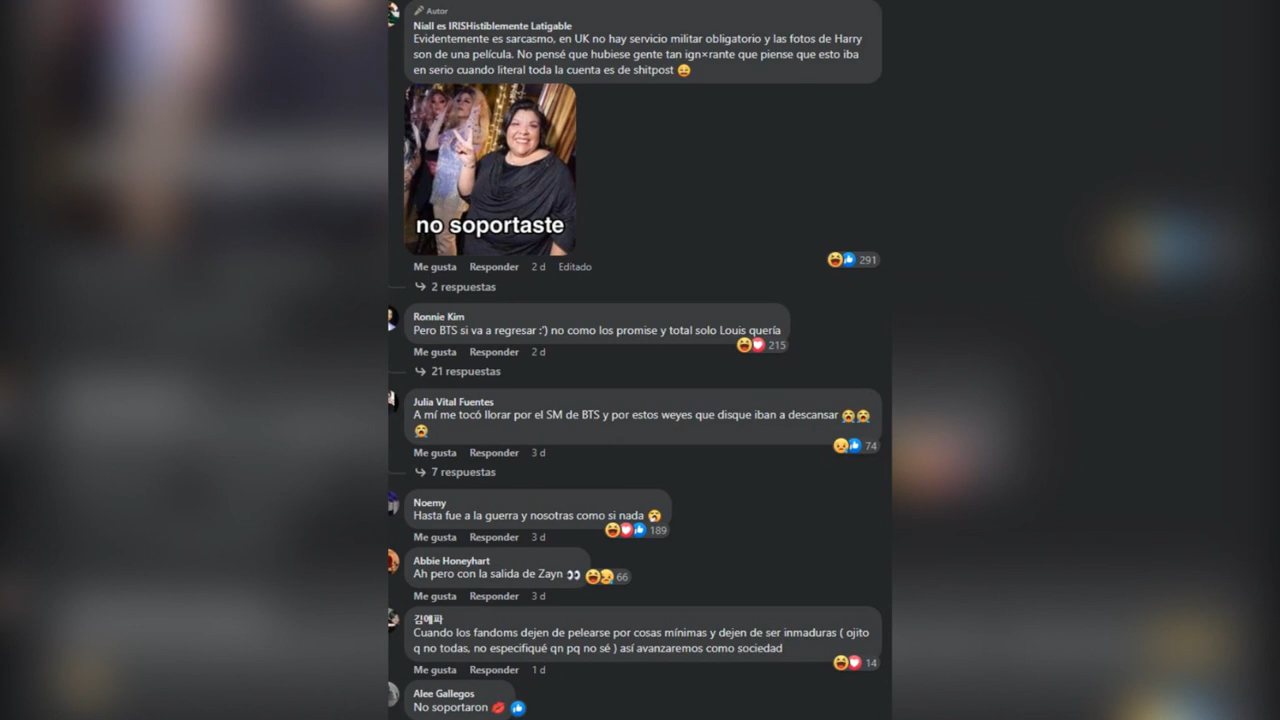 Autor
Niall es IRISHistiblemente Latigable
Evidentemente es sarcasmo, en UK no hay servicio militar obligatorio y las fotos de Harry
son de una película. No pensé que hubiese gente tan ign×rante que piense que esto iba
en serio cuando literal toda la cuenta es de shitpost 😆
no soportaste
Me gusta Responder 2 d Editado
291
2 respuestas
Ronnie Kim
Pero BTS si va a regresar :') no como los promise y total solo Louis quería
215
Me gusta Responder 2 d
21 respuestas
Julia Vital Fuentes
A mí me tocó llorar por el SM de BTS y por estos weyes que disque iban a descansar 😭😭
😭
74
Me gusta Responder 3 d
7 respuestas
Noemy
Hasta fue a la guerra y nosotras como si nada 😤
189
Me gusta Responder 3 d
Abbie Honeyhart
Ah pero con la salida de Zayn 👀
66
Me gusta Responder 3 d
김예파
Cuando los fandoms dejen de pelearse por cosas mínimas y dejen de ser inmaduras ( ojito
q no todas, no especifiqué qn pq no sé ) así avanzaremos como sociedad
14
Me gusta Responder 1 d
Alee Gallegos
No soportaron 💋